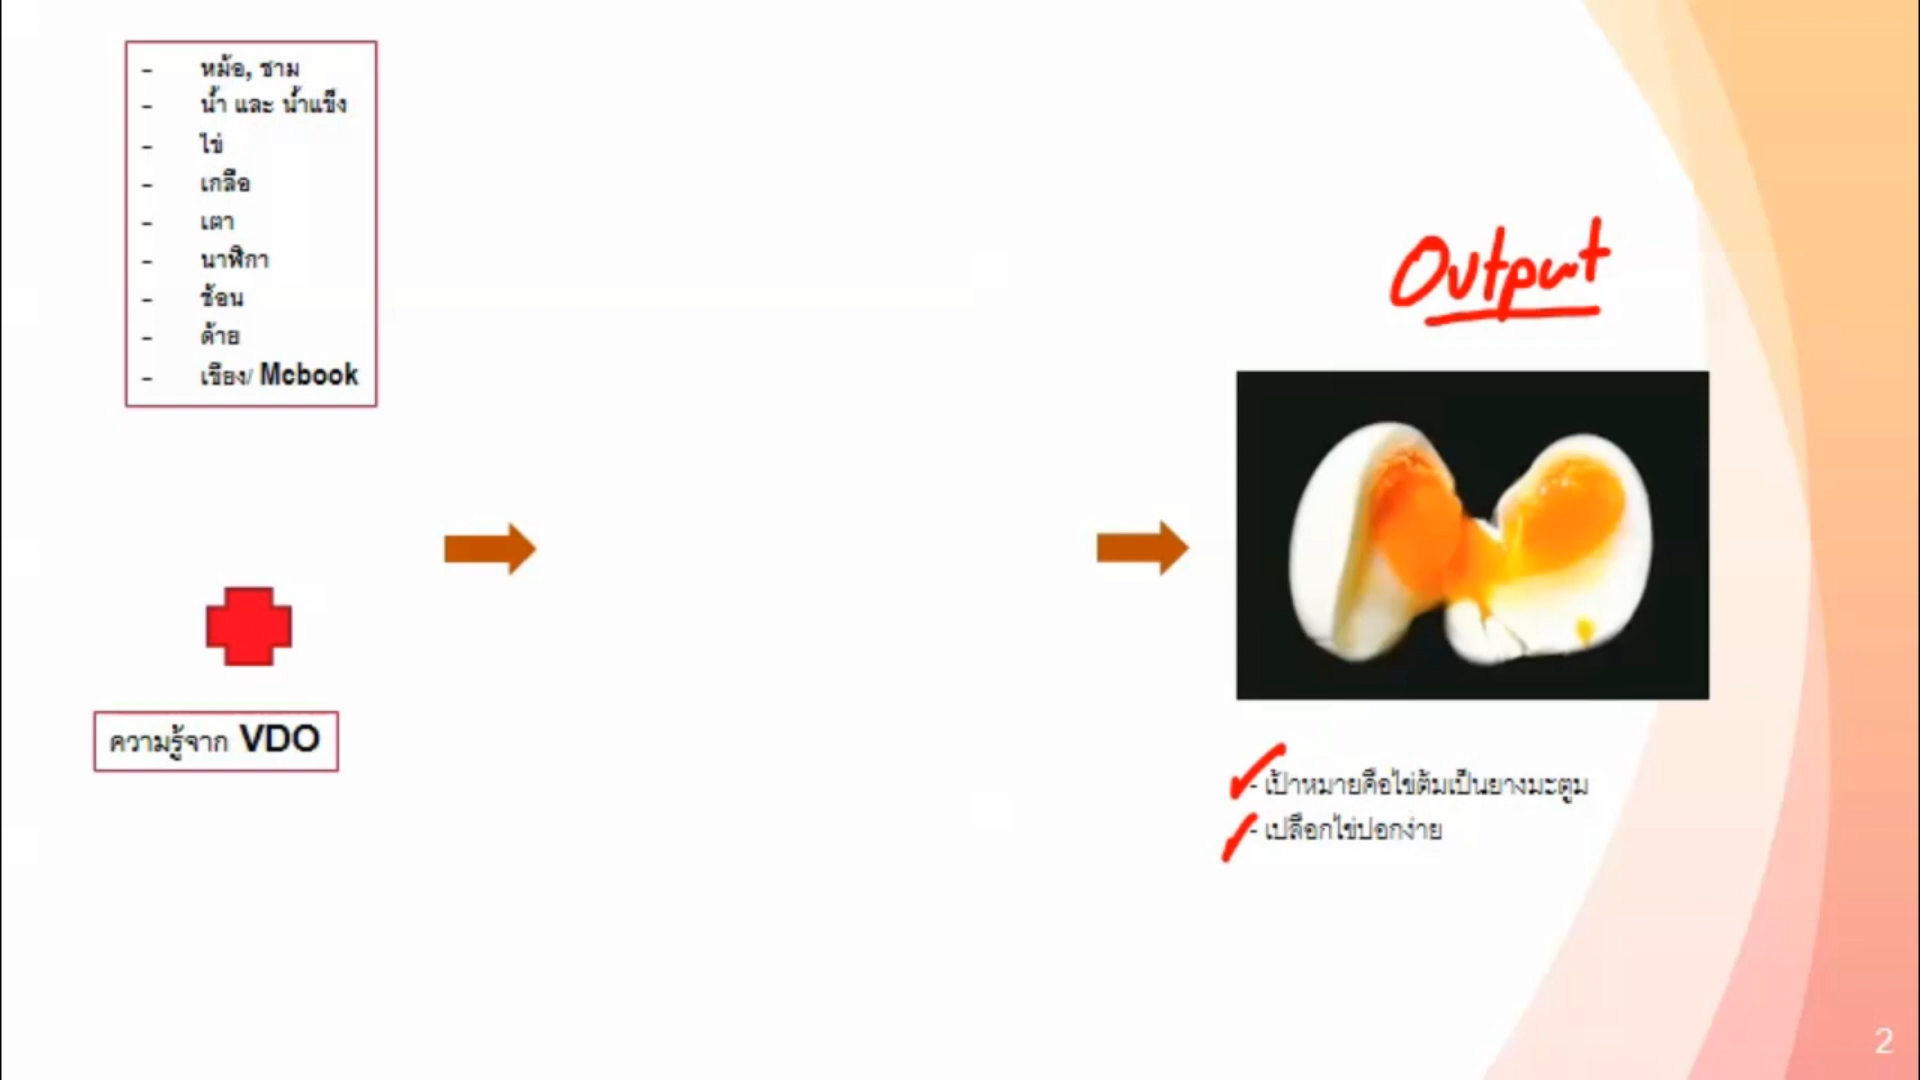 - หม้อ, ชาม
- น้ำ และ น้ำแข็ง
- ไข่
- เกลือ
- เตา
- นาฬิกา
- ช้อน
- ด้าย
- เขียง/ Mcbook
ความรู้จาก VDO
Output
- เป้าหมายคือไข่ต้มเป็นยางมะตูม
- เปลือกไข่ปอกง่าย
2